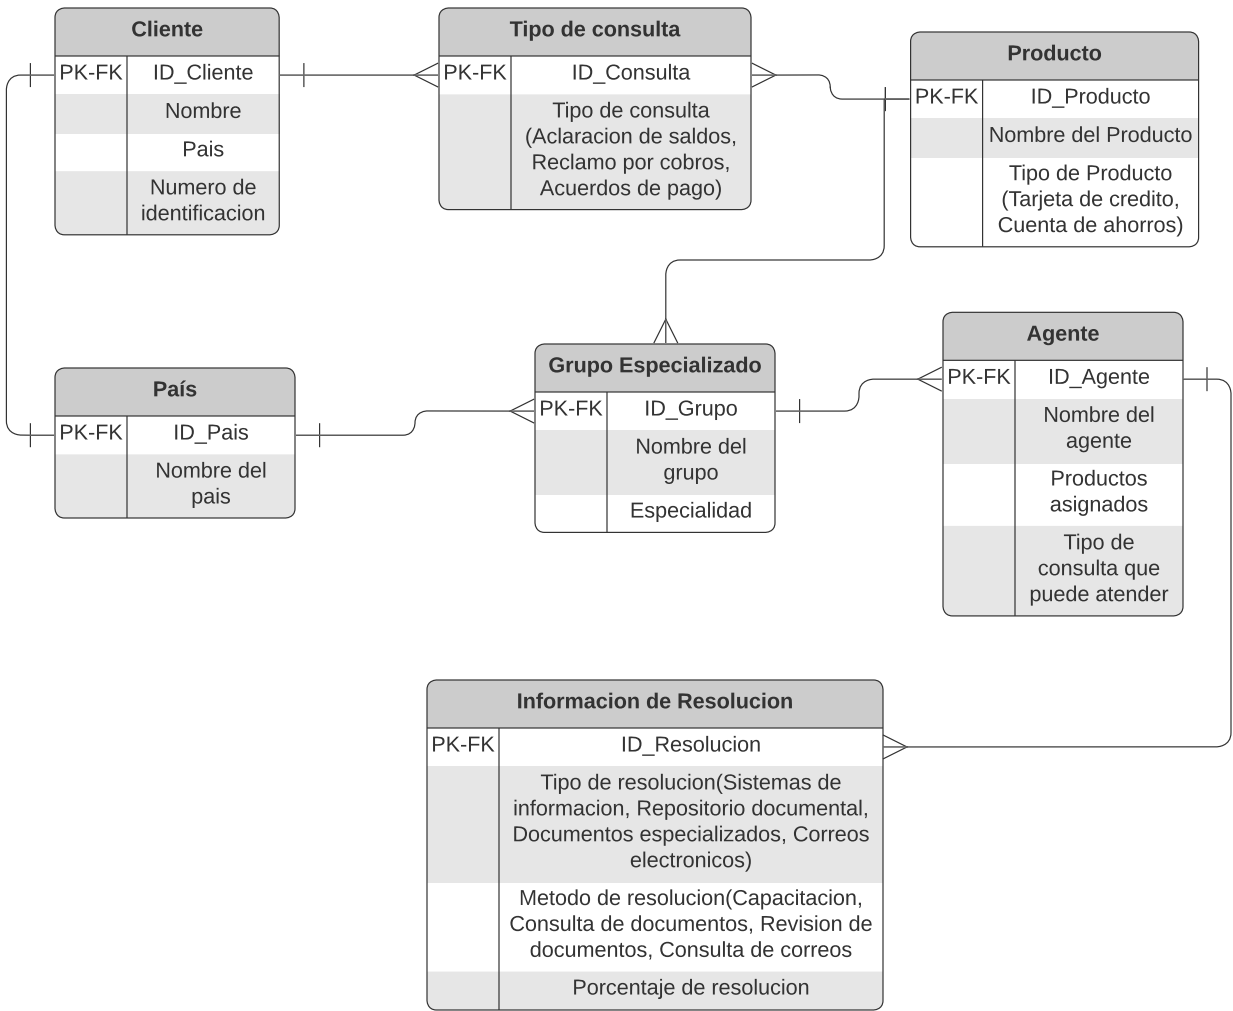 Cliente
PK-FK ID_Cliente
Nombre
Pais
Numero de
identificacion
Tipo de consulta
PK-FK ID_Consulta
Tipo de consulta
(Aclaracion de saldos,
Reclamo por cobros,
Acuerdos de pago)
Producto
PK-FK ID_Producto
Nombre del Producto
Tipo de Producto
(Tarjeta de credito,
Cuenta de ahorros)
País
PK-FK ID_Pais
Nombre del
pais
Grupo Especializado
PK-FK ID_Grupo
Nombre del
grupo
Especialidad
Agente
PK-FK ID_Agente
Nombre del
agente
Productos
asignados
Tipo de
consulta que
puede atender
Informacion de Resolucion
PK-FK ID_Resolucion
Tipo de resolucion(Sistemas de
informacion, Repositorio documental,
Documentos especializados, Correos
electronicos)
Metodo de resolucion(Capacitacion,
Consulta de documentos, Revision de
documentos, Consulta de correos
Porcentaje de resolucion